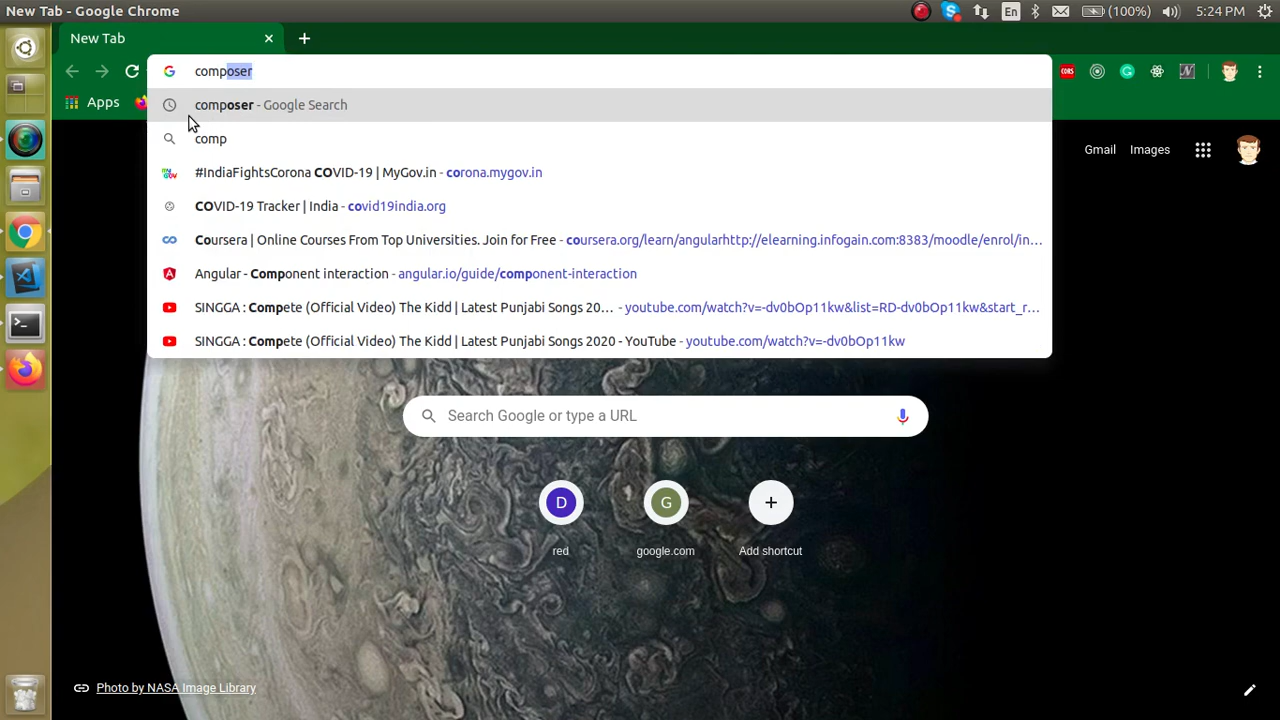 New Tab - Google Chrome
En
(100%)
5:24 PM
New Tab
composer
CORS
Apps
composer - Google Search
comp
#IndiaFightsCorona COVID-19 | MyGov.in - corona.mygov.in
COVID-19 Tracker | India - covid19india.org
Coursera | Online Courses From Top Universities. Join for Free - coursera.org/learn/angularhttp://elearning.infogain.com:8383/moodle/enrol/in...
Angular - Component interaction - angular.io/guide/component-interaction
SINGGA : Compete (Official Video) The Kidd | Latest Punjabi Songs 20... - youtube.com/watch?v=-dv0bOp11kw&list=RD-dv0bOp11kw&start_r...
SINGGA : Compete (Official Video) The Kidd | Latest Punjabi Songs 2020 - YouTube - youtube.com/watch?v=-dv0bOp11kw
Gmail Images
Search Google or type a URL
D
G
red
google.com
Add shortcut
Photo by NASA Image Library